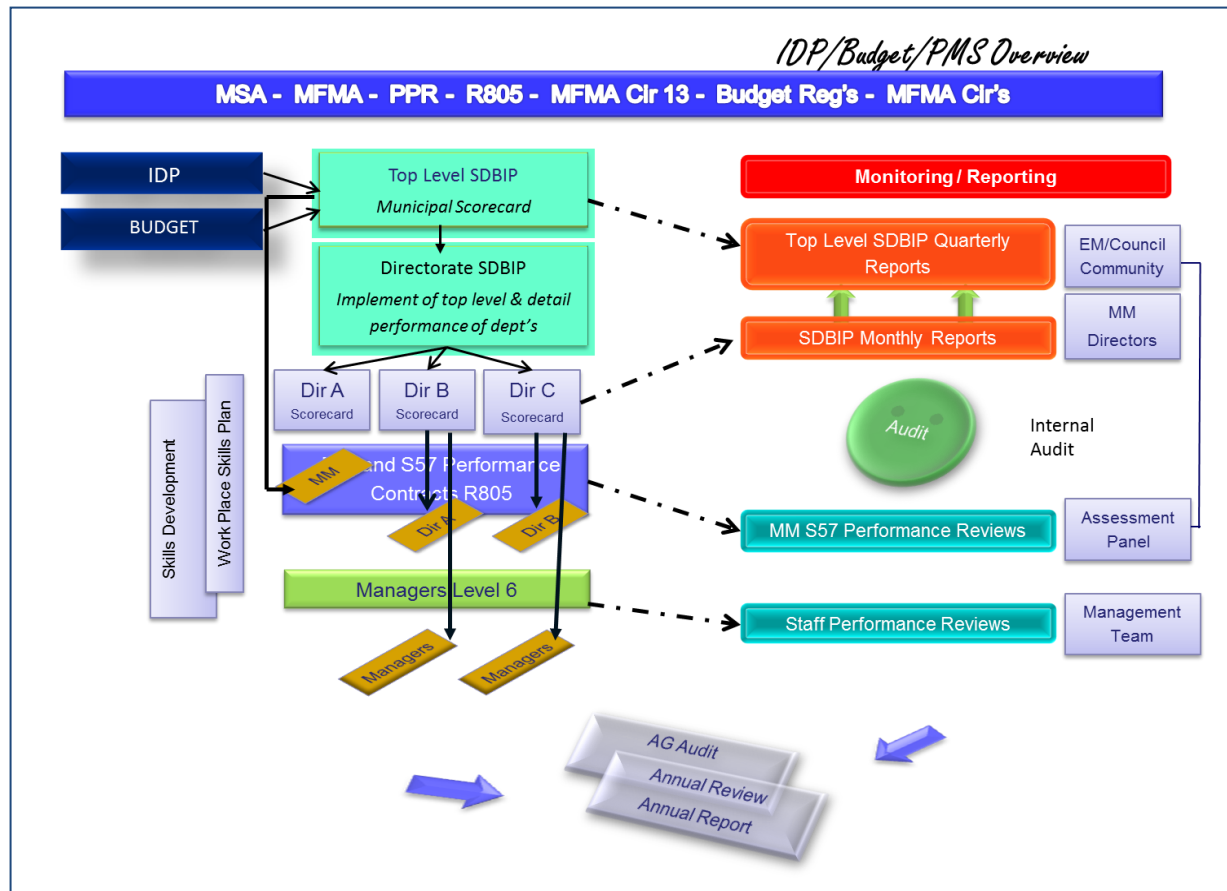 IDP/Budget/PMS Overview
MSA - MFMA - PPR - R805 - MFMA Cir 13 - Budget Reg's - MFMA Cir's
IDP
BUDGET
Top Level SDBIP
Municipal Scorecard
Directorate SDBIP
Implement of top level & detail
performance of dept's
Dir A
Scorecard
Dir B
Scorecard
Dir C
Scorecard
Skills Development
Work Place Skills Plan
and S57 Performance
Contracts R805
MM
Dir A
Dir B
Managers Level 6
Managers
Managers
Monitoring / Reporting
Top Level SDBIP Quarterly
Reports
EM/Council
Community
SDBIP Monthly Reports
MM
Directors
Audit
Internal
Audit
MM S57 Performance Reviews
Assessment
Panel
Staff Performance Reviews
Management
Team
AG Audit
Annual Review
Annual Report